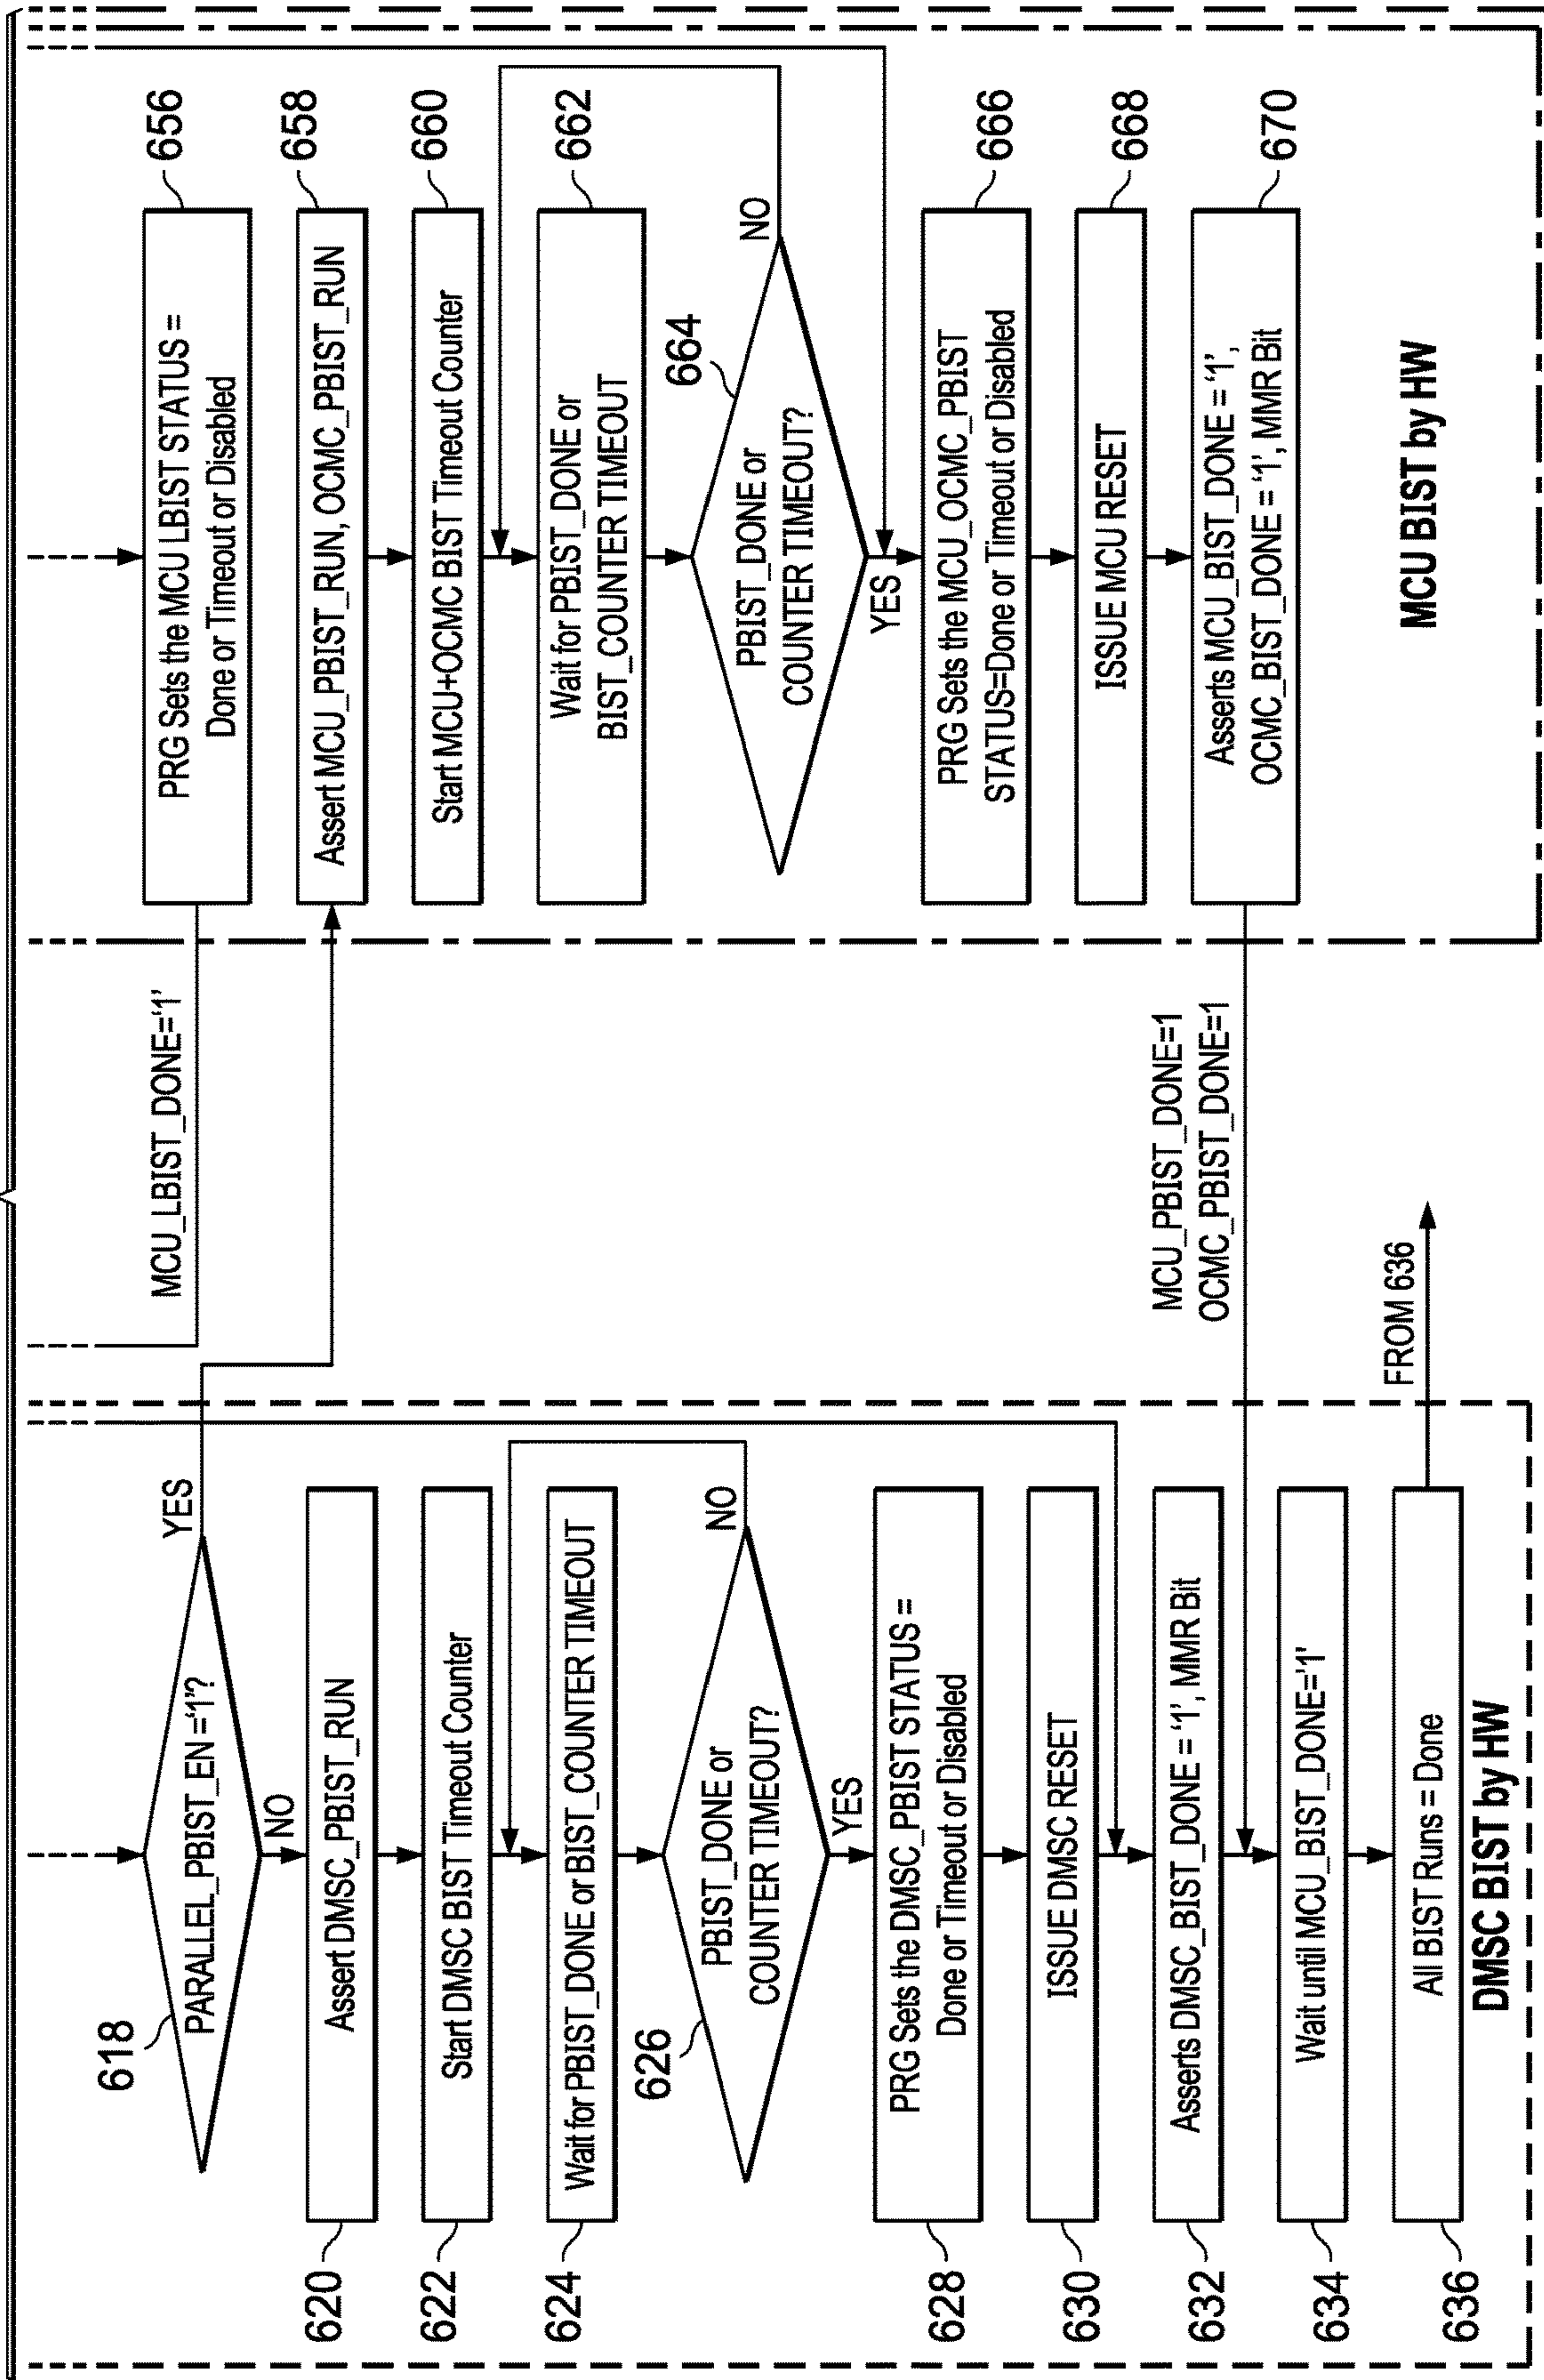 618
PARALLEL_PBIST_EN ='1'?
YES
NO
620
Assert DMSC_PBIST_RUN
622
Start DMSC BIST Timeout Counter
624
Wait for PBIST_DONE or BIST_COUNTER TIMEOUT
626
PBIST_DONE or
COUNTER TIMEOUT?
NO
YES
628
PRG Sets the DMSC_PBIST STATUS =
Done or Timeout or Disabled
630
ISSUE DMSC RESET
632
Asserts DMSC_BIST_DONE = '1', MMR Bit
634
Wait until MCU_BIST_DONE='1'
636
All BIST Runs = Done
DMSC BIST by HW
MCU_LBIST_DONE='1'
MCU_PBIST_DONE=1
OCMC_PBIST_DONE=1
FROM 636
656
PRG Sets the MCU LBIST STATUS =
Done or Timeout or Disabled
658
Assert MCU_PBIST_RUN, OCMC_PBIST_RUN
660
Start MCU+OCMC BIST Timeout Counter
662
Wait for PBIST_DONE or
BIST_COUNTER TIMEOUT
664
PBIST_DONE or
COUNTER TIMEOUT?
NO
YES
666
PRG Sets the MCU_OCMC_PBIST
STATUS=Done or Timeout or Disabled
668
ISSUE MCU RESET
670
Asserts MCU_BIST_DONE = '1',
OCMC_BIST_DONE = '1', MMR Bit
MCU BIST by HW